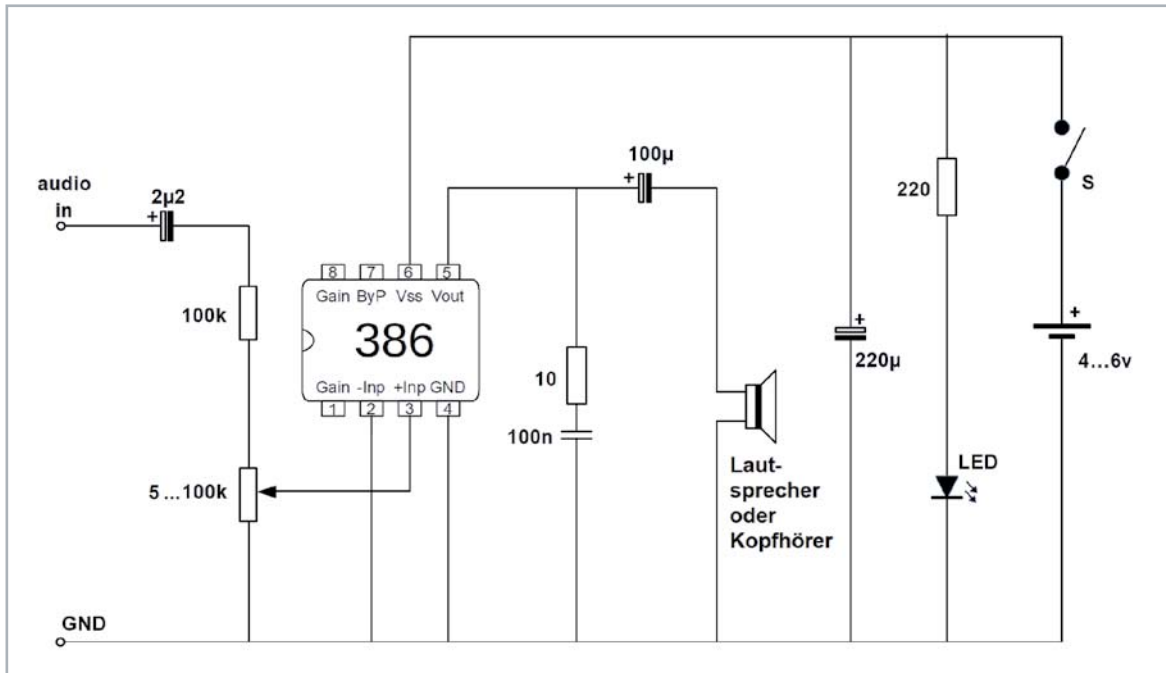 audio
in
2µ2
+
100k
5...100k
GND
8 7 6 5
Gain ByP Vss Vout
386
Gain -Inp +Inp GND
1 2 3 4
100µ
+
10
100n
Laut-
sprecher
oder
Kopfhörer
+
220µ
220
LED
S
+
4...6v